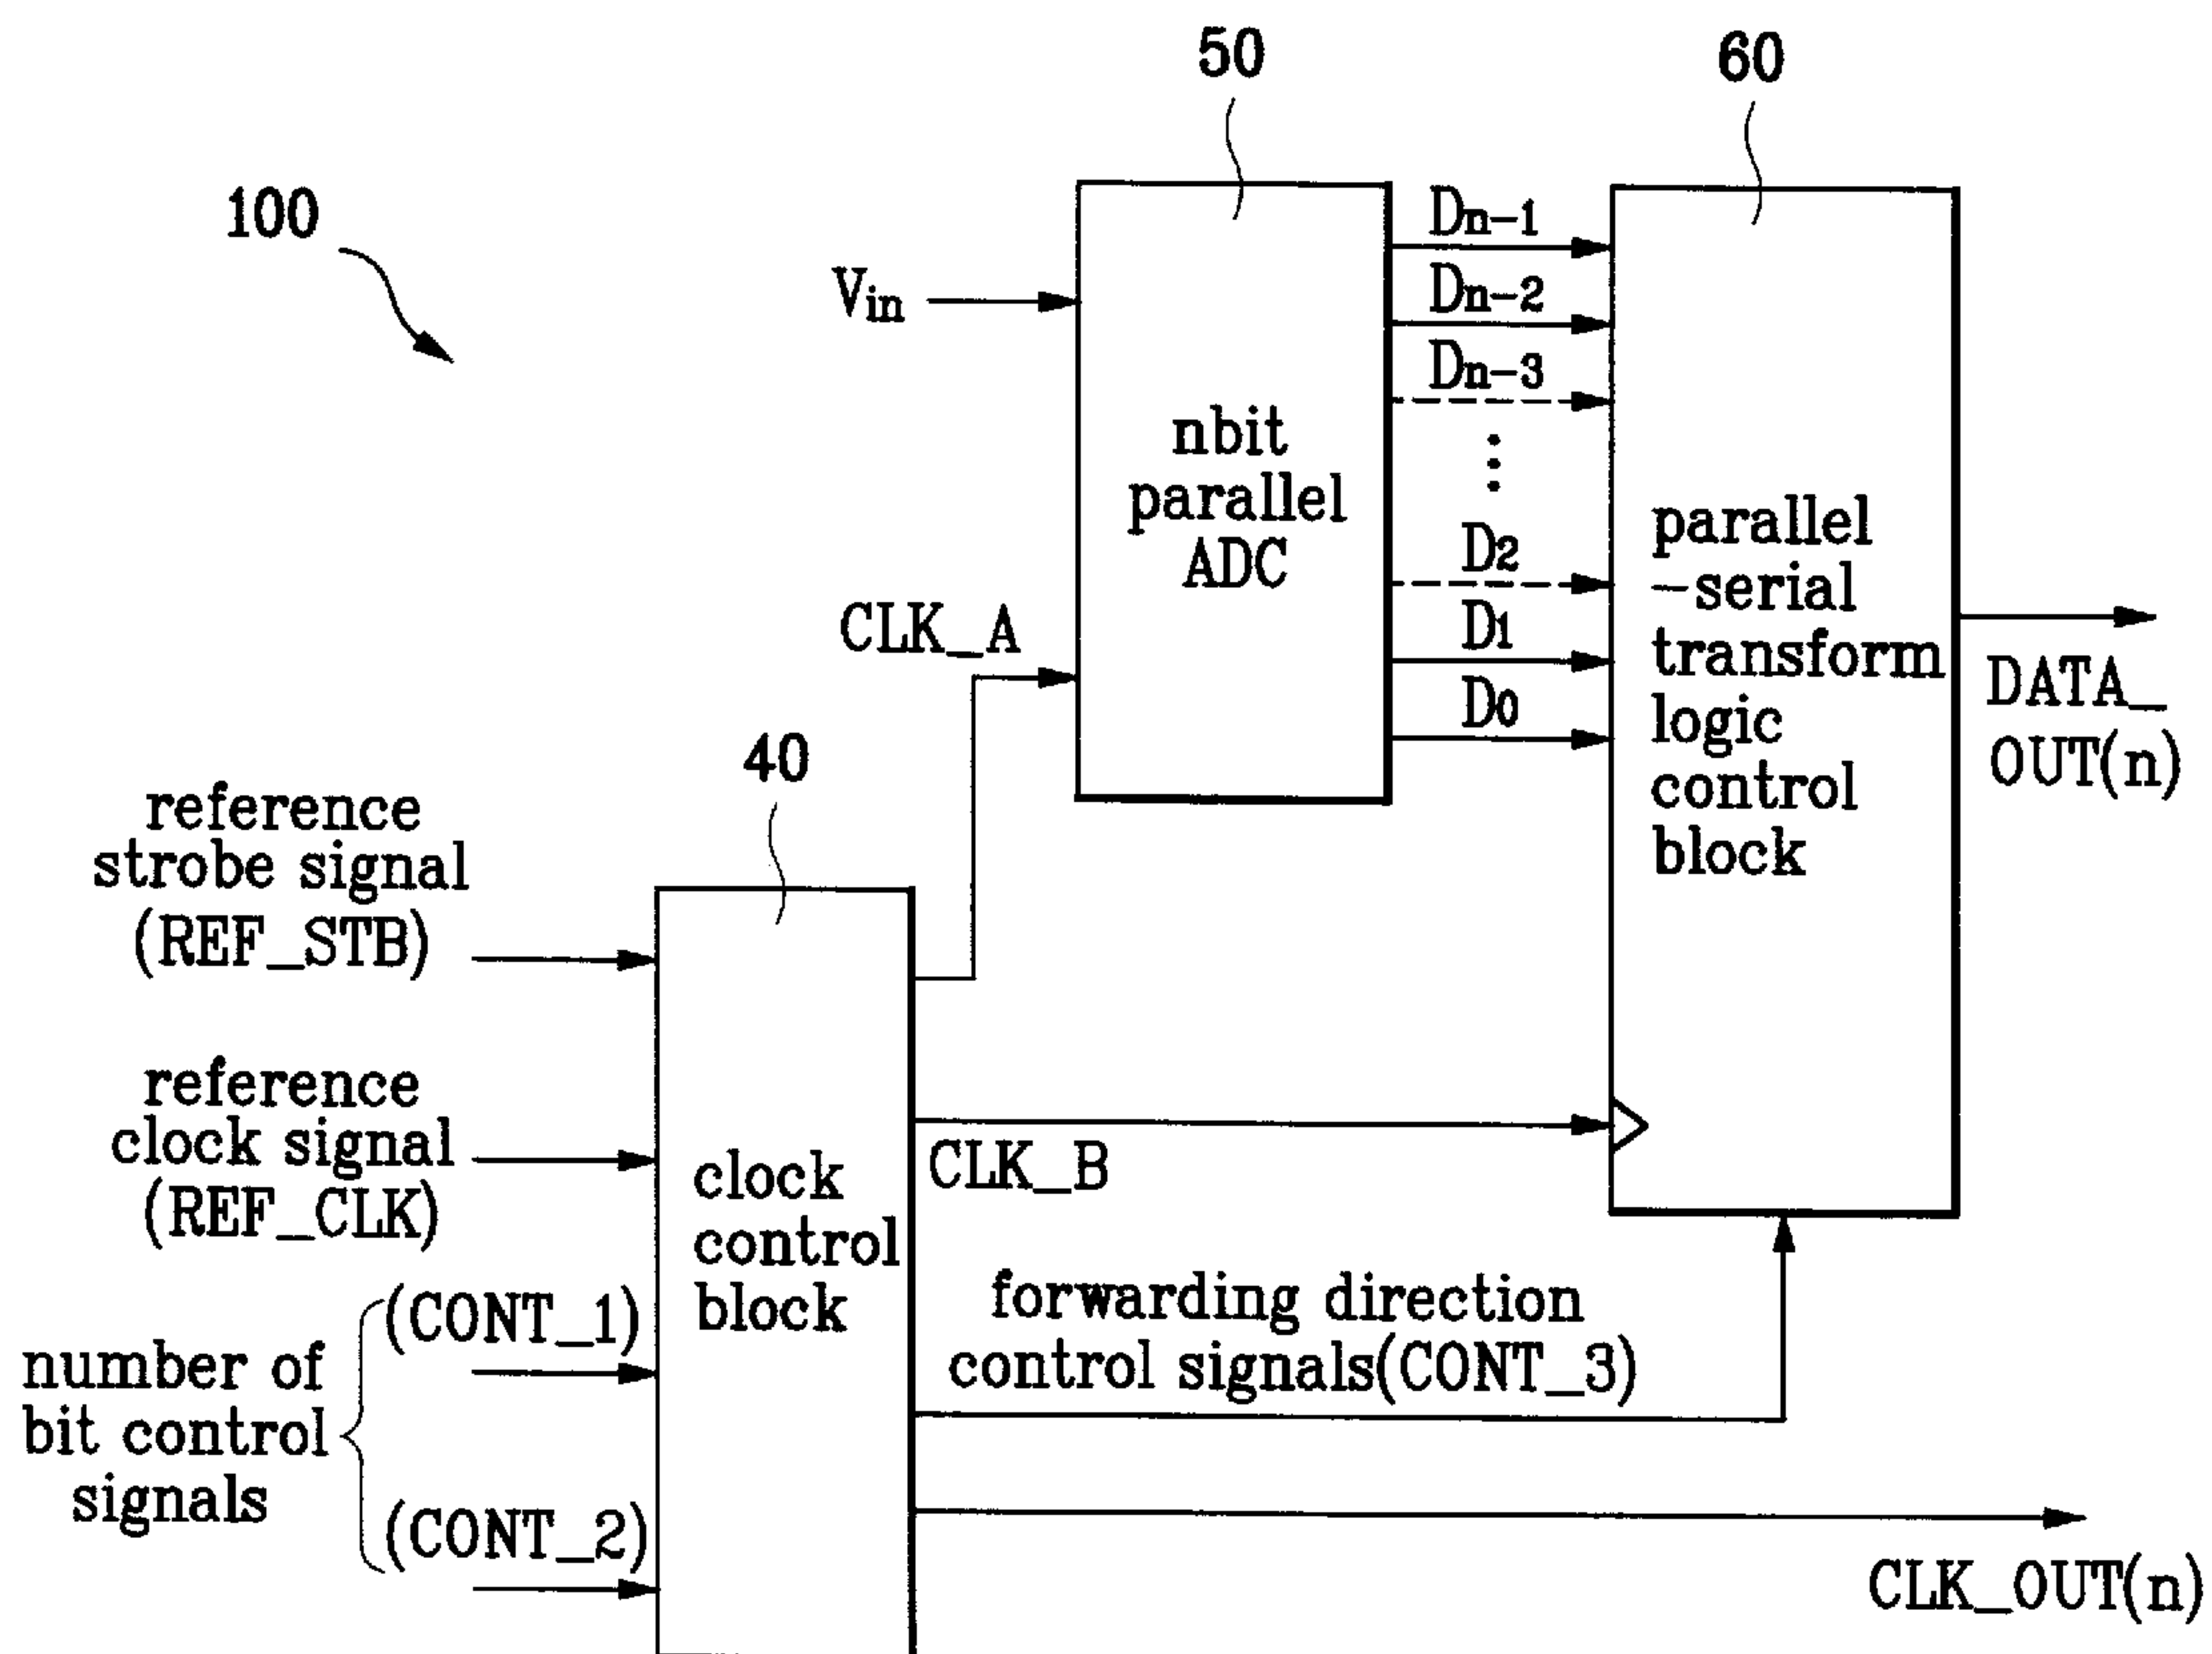 50
60
100
Vin
Dn-1
Dn-2
Dn-3
D2
D1
D0
nbit
parallel
ADC
parallel
-serial
transform
logic
control
block
DATA_
OUT(n)
CLK_A
40
reference
strobe signal
(REF_STB)
reference
clock signal
(REF_CLK)
number of
bit control
signals
(CONT_1)
(CONT_2)
clock
control
block
CLK_B
forwarding direction
control signals(CONT_3)
CLK_OUT(n)